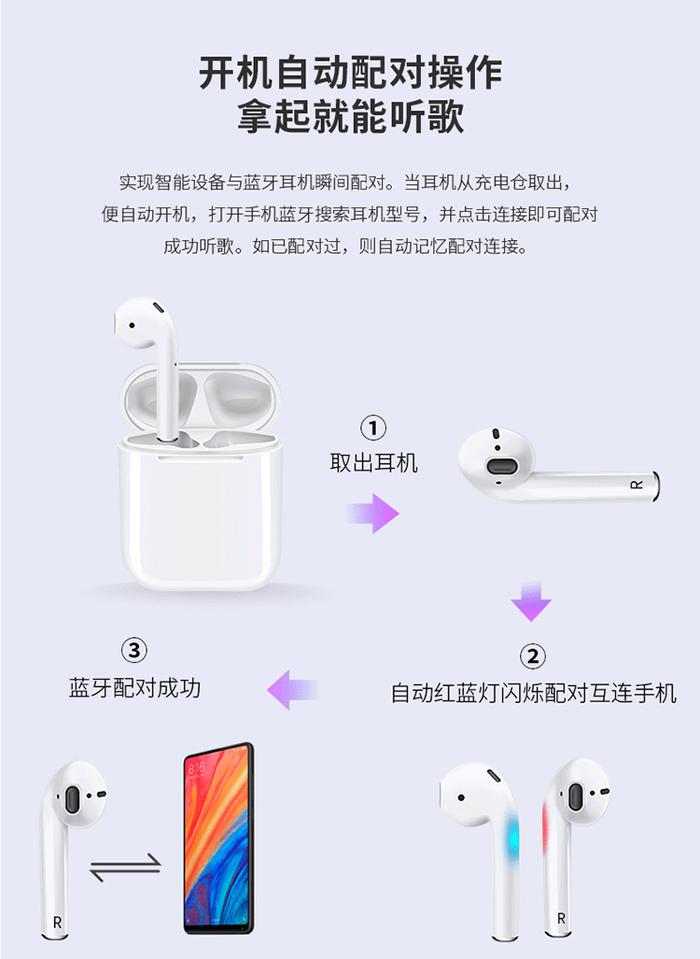 开机自动配对操作
拿起就能听歌
实现智能设备与蓝牙耳机瞬间配对。当耳机从充电仓取出，
便自动开机，打开手机蓝牙搜索耳机型号，并点击连接即可配对
成功听歌。如已配对过，则自动记忆配对连接。
①
取出耳机
R
③
蓝牙配对成功
②
自动红蓝灯闪烁配对互连手机
8:16
R
R